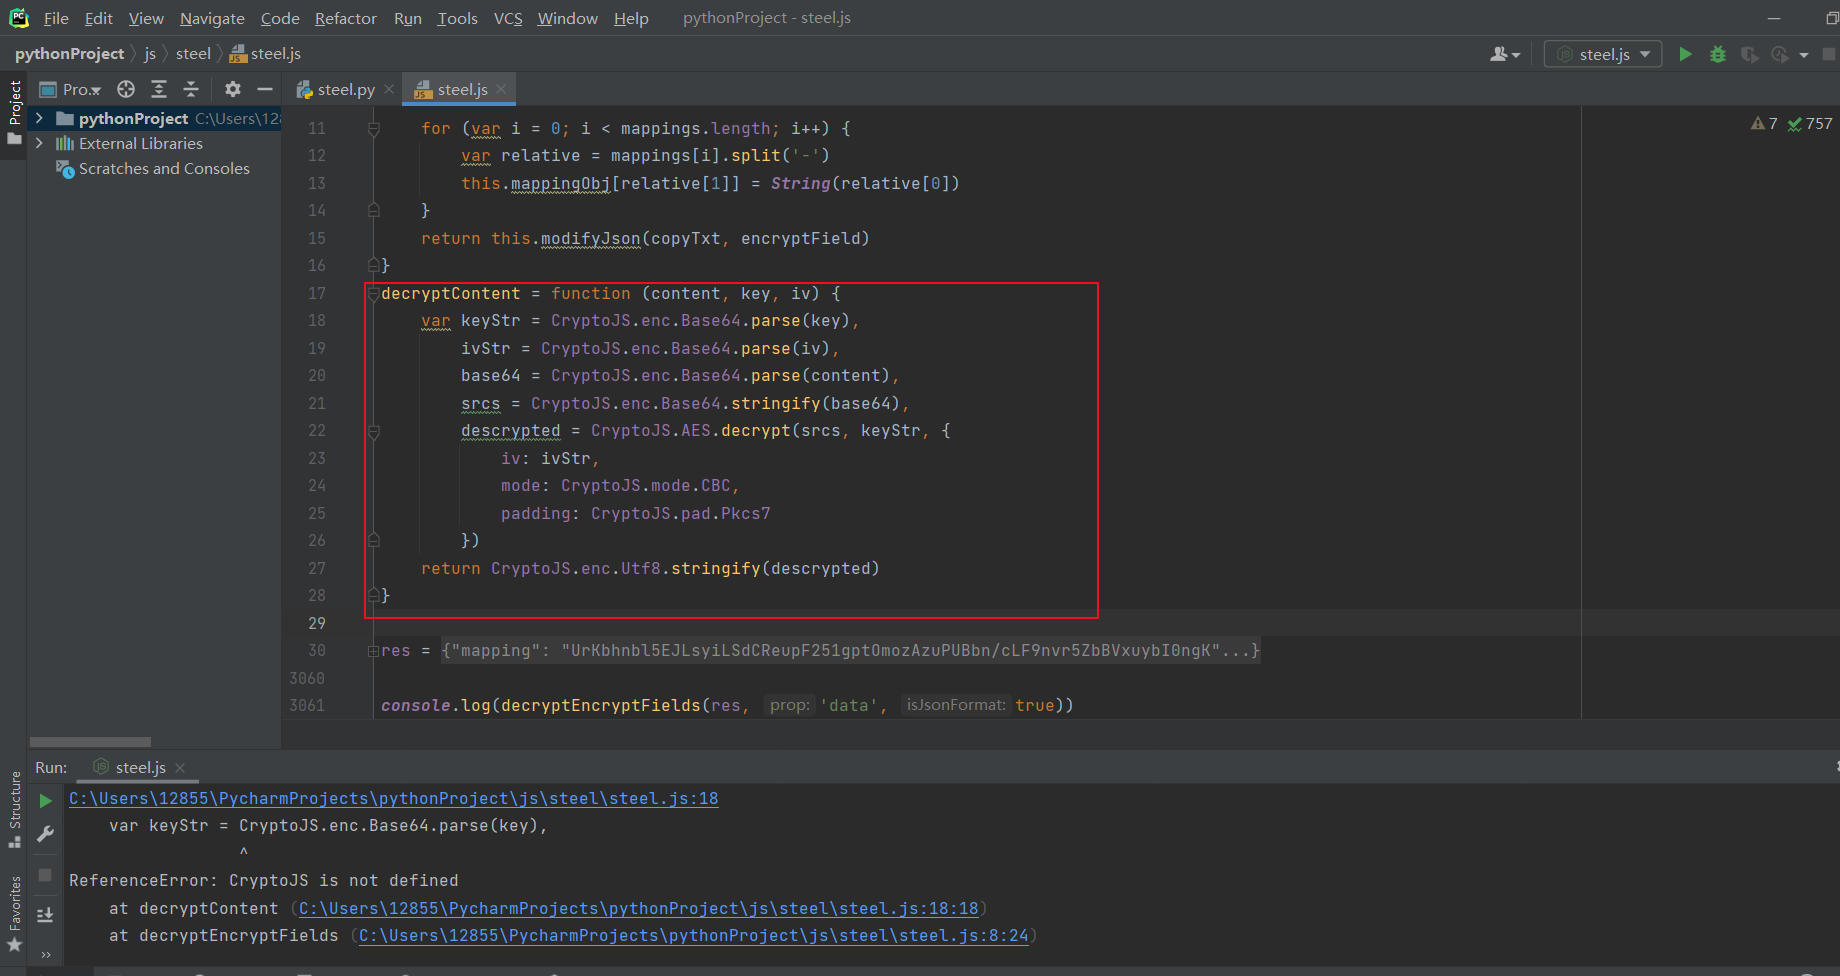 PC File Edit View Navigate Code Refactor Run Tools VCS Window Help pythonProject - steel.js
pythonProject js steel steel.js steel.js
Project Pro... steel.py steel.js
pythonProject C:\Users\128
External Libraries
Scratches and Consoles
7 757
11 for (var i = 0; i < mappings.length; i++) {
12 var relative = mappings[i].split('-')
13 this.mappingObj[relative[1]] = String(relative[0])
14 }
15 return this.modifyJson(copyTxt, encryptField)
16 }
17 decryptContent = function (content, key, iv) {
18 var keyStr = CryptoJS.enc.Base64.parse(key),
19 ivStr = CryptoJS.enc.Base64.parse(iv),
20 base64 = CryptoJS.enc.Base64.parse(content),
21 srcs = CryptoJS.enc.Base64.stringify(base64),
22 descrypted = CryptoJS.AES.decrypt(srcs, keyStr, {
23 iv: ivStr,
24 mode: CryptoJS.mode.CBC,
25 padding: CryptoJS.pad.Pkcs7
26 })
27 return CryptoJS.enc.Utf8.stringify(descrypted)
28 }
29
30 res = {"mapping": "UrKbhnbl5EJLsyiLSdCReupF251gptOmozAzuPUBbn/cLF9nvr5ZbBVxuybI0ngK"...}
3060
3061 console.log(decryptEncryptFields(res, prop: 'data', isJsonFormat: true))
Run: steel.js
C:\Users\12855\PycharmProjects\pythonProject\js\steel\steel.js:18
var keyStr = CryptoJS.enc.Base64.parse(key),
^
ReferenceError: CryptoJS is not defined
at decryptContent (C:\Users\12855\PycharmProjects\pythonProject\js\steel\steel.js:18:18)
at decryptEncryptFields (C:\Users\12855\PycharmProjects\pythonProject\js\steel\steel.js:8:24)
Structure
Favorites